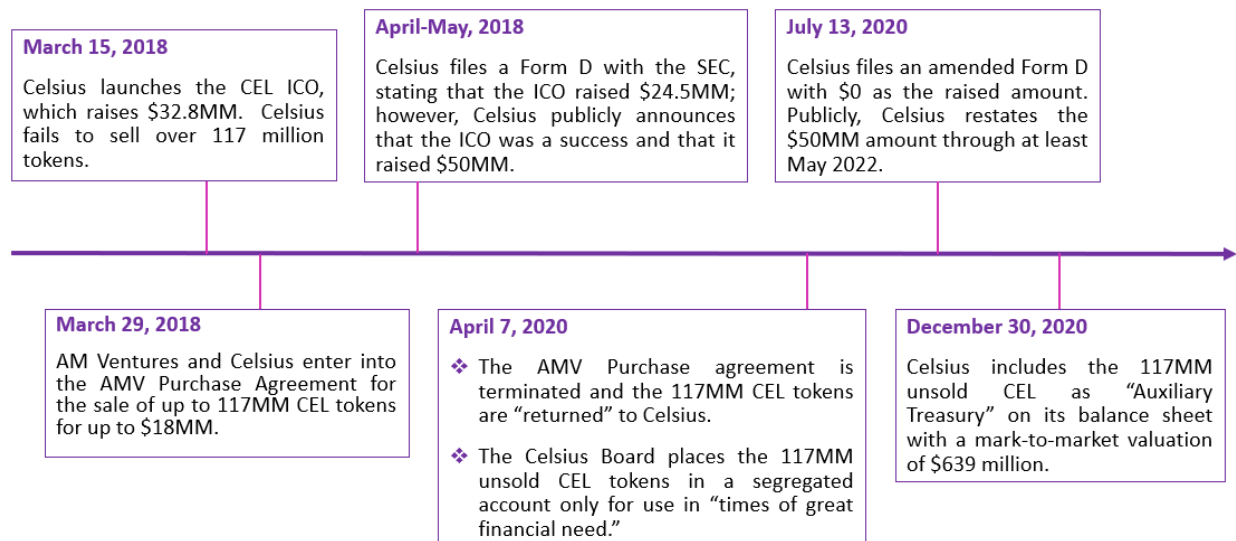 March 15, 2018
Celsius launches the CEL ICO,
which raises $32.8MM. Celsius
fails to sell over 117 million
tokens.
April-May, 2018
Celsius files a Form D with the SEC,
stating that the ICO raised $24.5MM;
however, Celsius publicly announces
that the ICO was a success and that it
raised $50MM.
July 13, 2020
Celsius files an amended Form D
with $0 as the raised amount.
Publicly, Celsius restates the
$50MM amount through at least
May 2022.
March 29, 2018
AM Ventures and Celsius enter into
the AMV Purchase Agreement for
the sale of up to 117MM CEL tokens
for up to $18MM.
April 7, 2020
❖ The AMV Purchase agreement is
terminated and the 117MM CEL tokens
are “returned” to Celsius.
❖ The Celsius Board places the 117MM
unsold CEL tokens in a segregated
account only for use in “times of great
financial need.”
December 30, 2020
Celsius includes the 117MM
unsold CEL as “Auxiliary
Treasury” on its balance sheet
with a mark-to-market valuation
of $639 million.